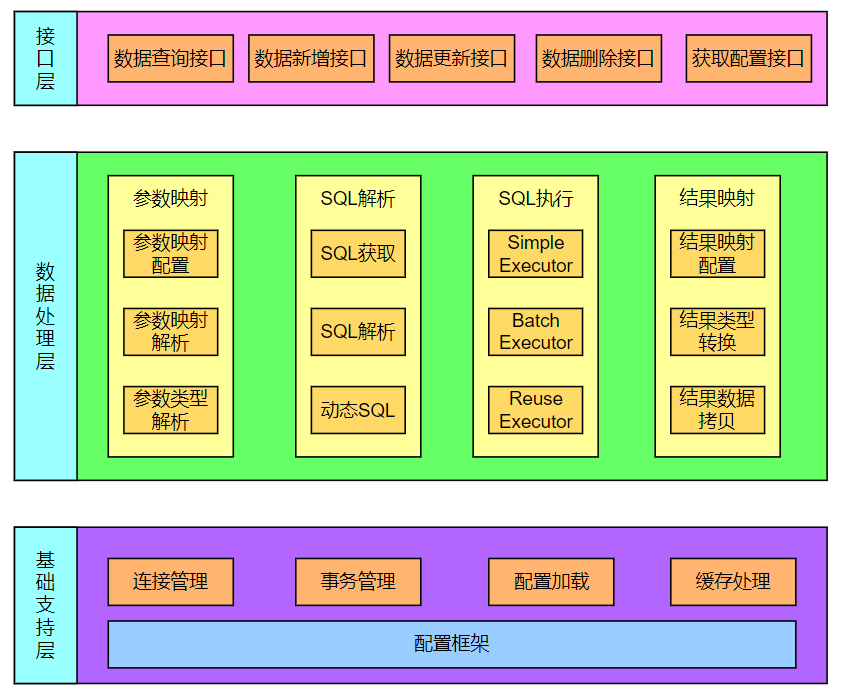 接
口
层
数据查询接口
数据新增接口
数据更新接口
数据删除接口
获取配置接口
数
据
处
理
层
参数映射
参数映射
配置
参数映射
解析
参数类型
解析
SQL解析
SQL获取
SQL解析
动态SQL
SQL执行
Simple
Executor
Batch
Executor
Reuse
Executor
结果映射
结果映射
配置
结果类型
转换
结果数据
拷贝
基
础
支
持
层
连接管理
事务管理
配置加载
缓存处理
配置框架